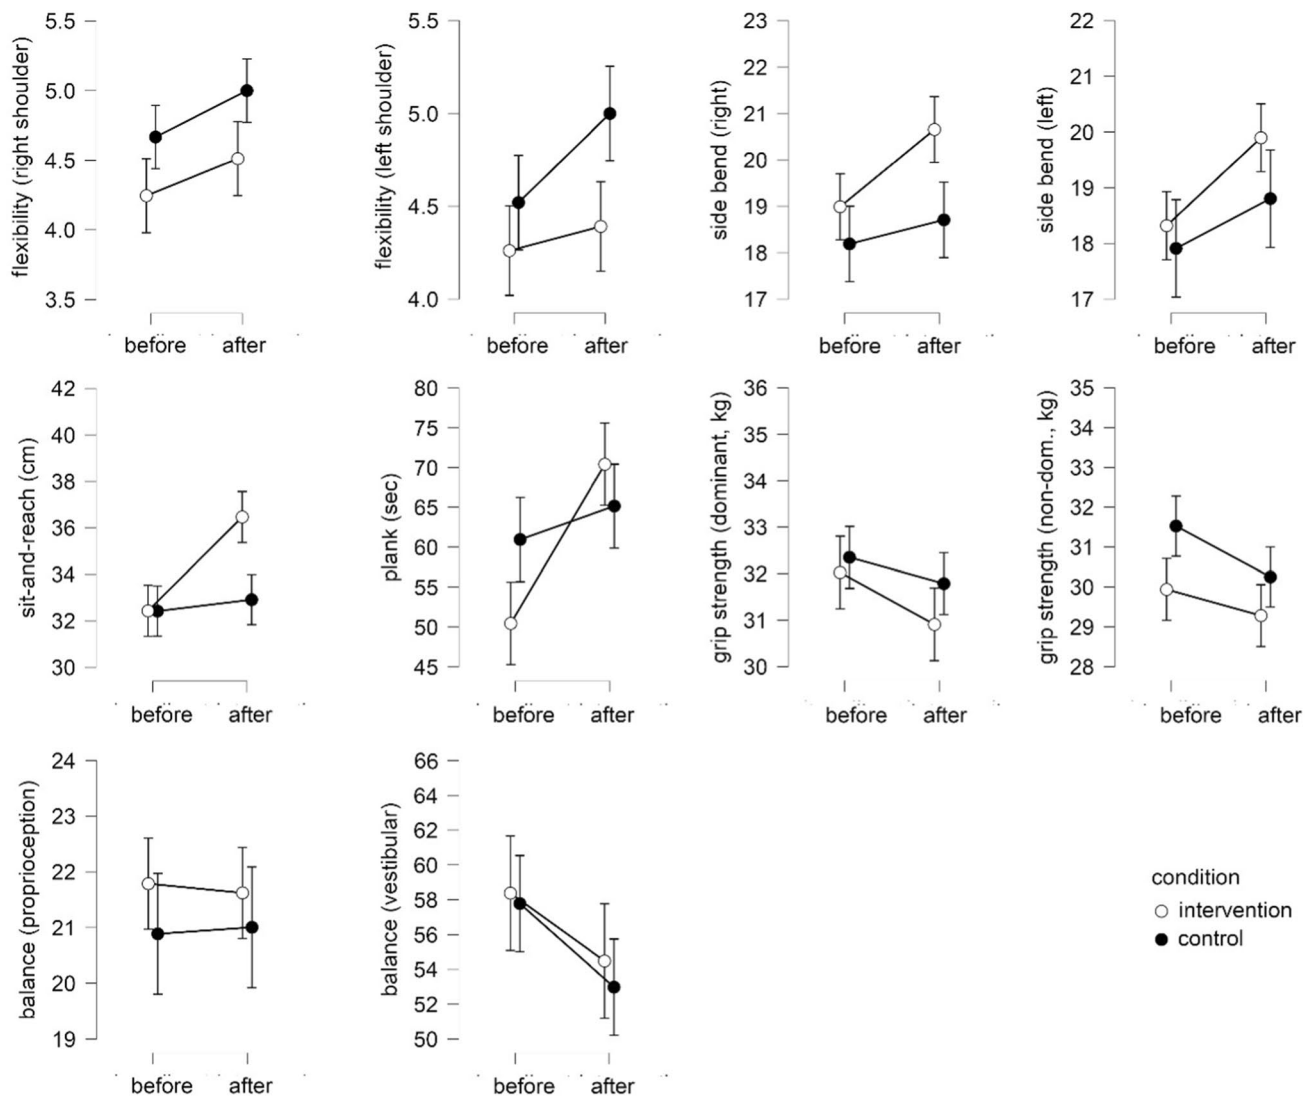 flexibility (right shoulder)
5.5
5.0
4.5
4.0
3.5
before after
flexibility (left shoulder)
5.5
5.0
4.5
4.0
before after
side bend (right)
23
22
21
20
19
18
17
before after
side bend (left)
22
21
20
19
18
17
before after
sit-and-reach (cm)
42
40
38
36
34
32
30
before after
plank (sec)
80
75
70
65
60
55
50
45
before after
grip strength (dominant, kg)
36
35
34
33
32
31
30
before after
grip strength (non-dom., kg)
35
34
33
32
31
30
29
28
before after
balance (proprioception)
24
23
22
21
20
19
before after
balance (vestibular)
66
64
62
60
58
56
54
52
50
before after
condition
intervention
control